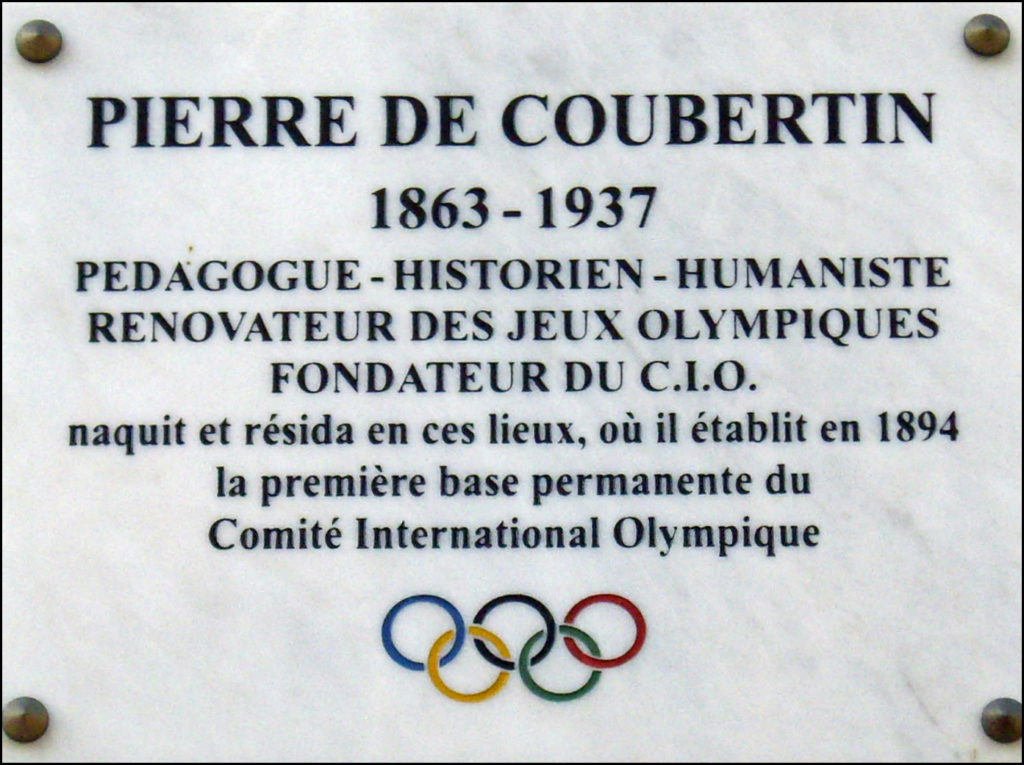 PIERRE DE COUBERTIN
1863 - 1937
PEDAGOGUE - HISTORIEN - HUMANISTE
RENOVATEUR DES JEUX OLYMPIQUES
FONDATEUR DU C.I.O.
naquit et résida en ces lieux, où il établit en 1894
la première base permanente du
Comité International Olympique